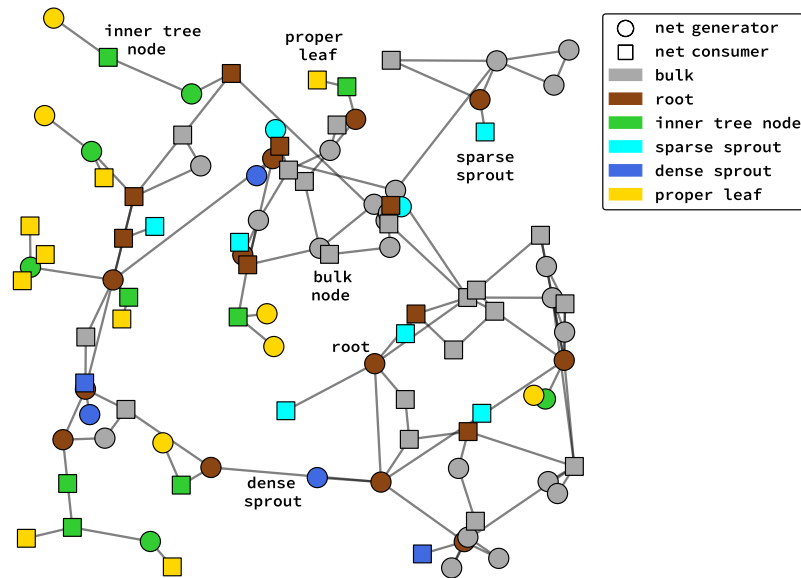 inner tree
node
proper
leaf
sparse
sprout
bulk
node
root
dense
sprout
net generator
net consumer
bulk
root
inner tree node
sparse sprout
dense sprout
proper leaf